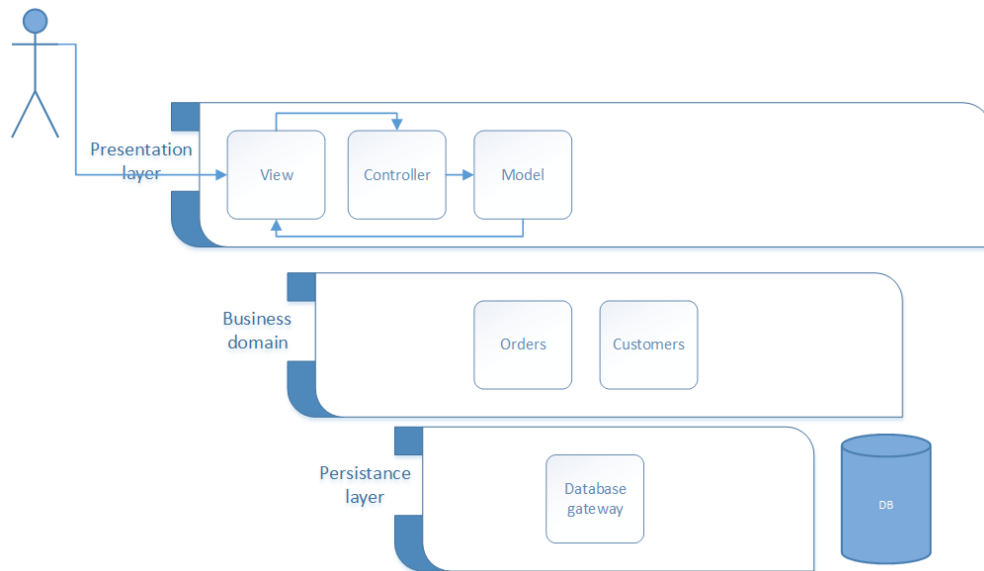 Presentation
layer
View
Controller
Model
Business
domain
Orders
Customers
Persistance
layer
Database
gateway
DB